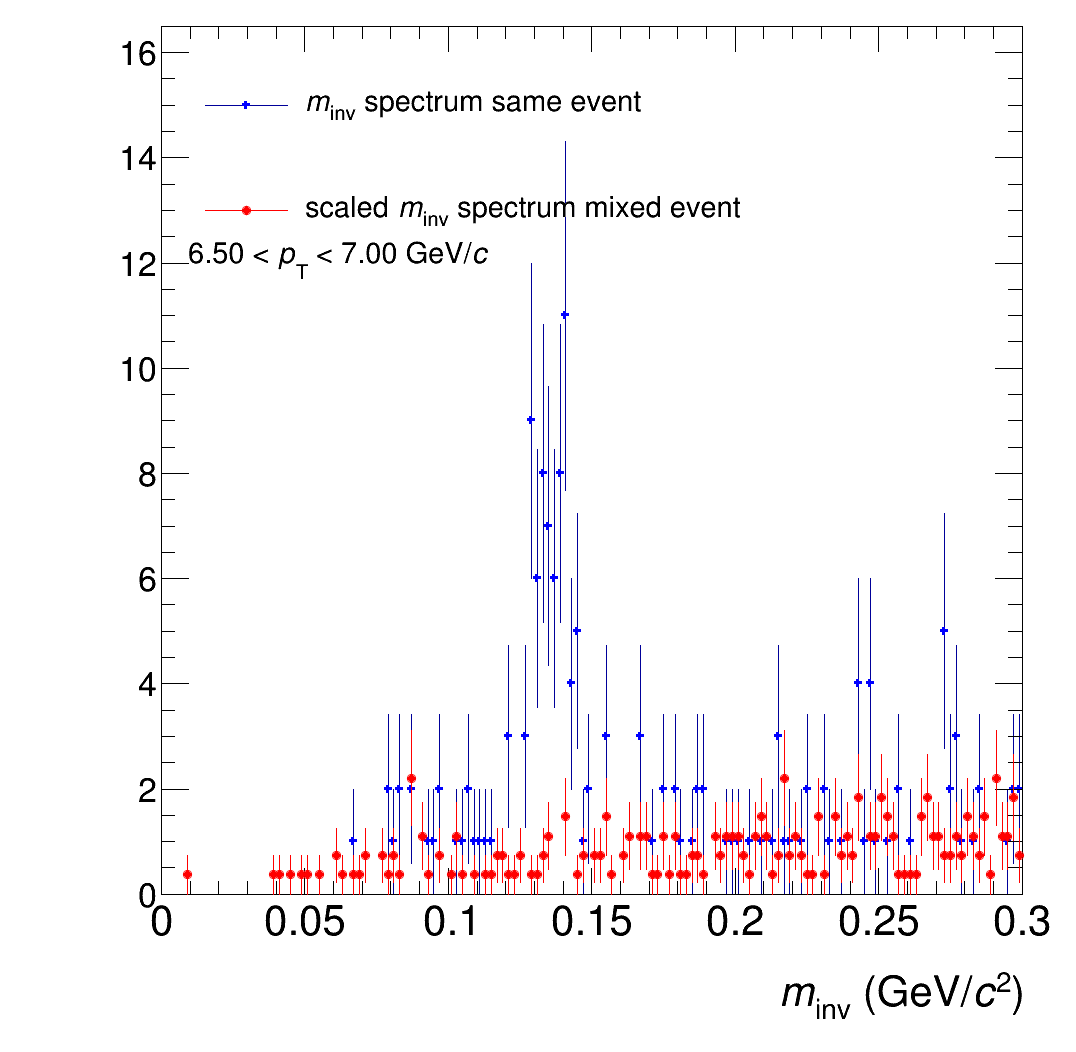 16
m_inv spectrum same event
14
scaled m_inv spectrum mixed event
6.50 < p_T < 7.00 GeV/c
12
10
8
6
4
2
0
0 0.05 0.1 0.15 0.2 0.25 0.3
m_inv (GeV/c²)